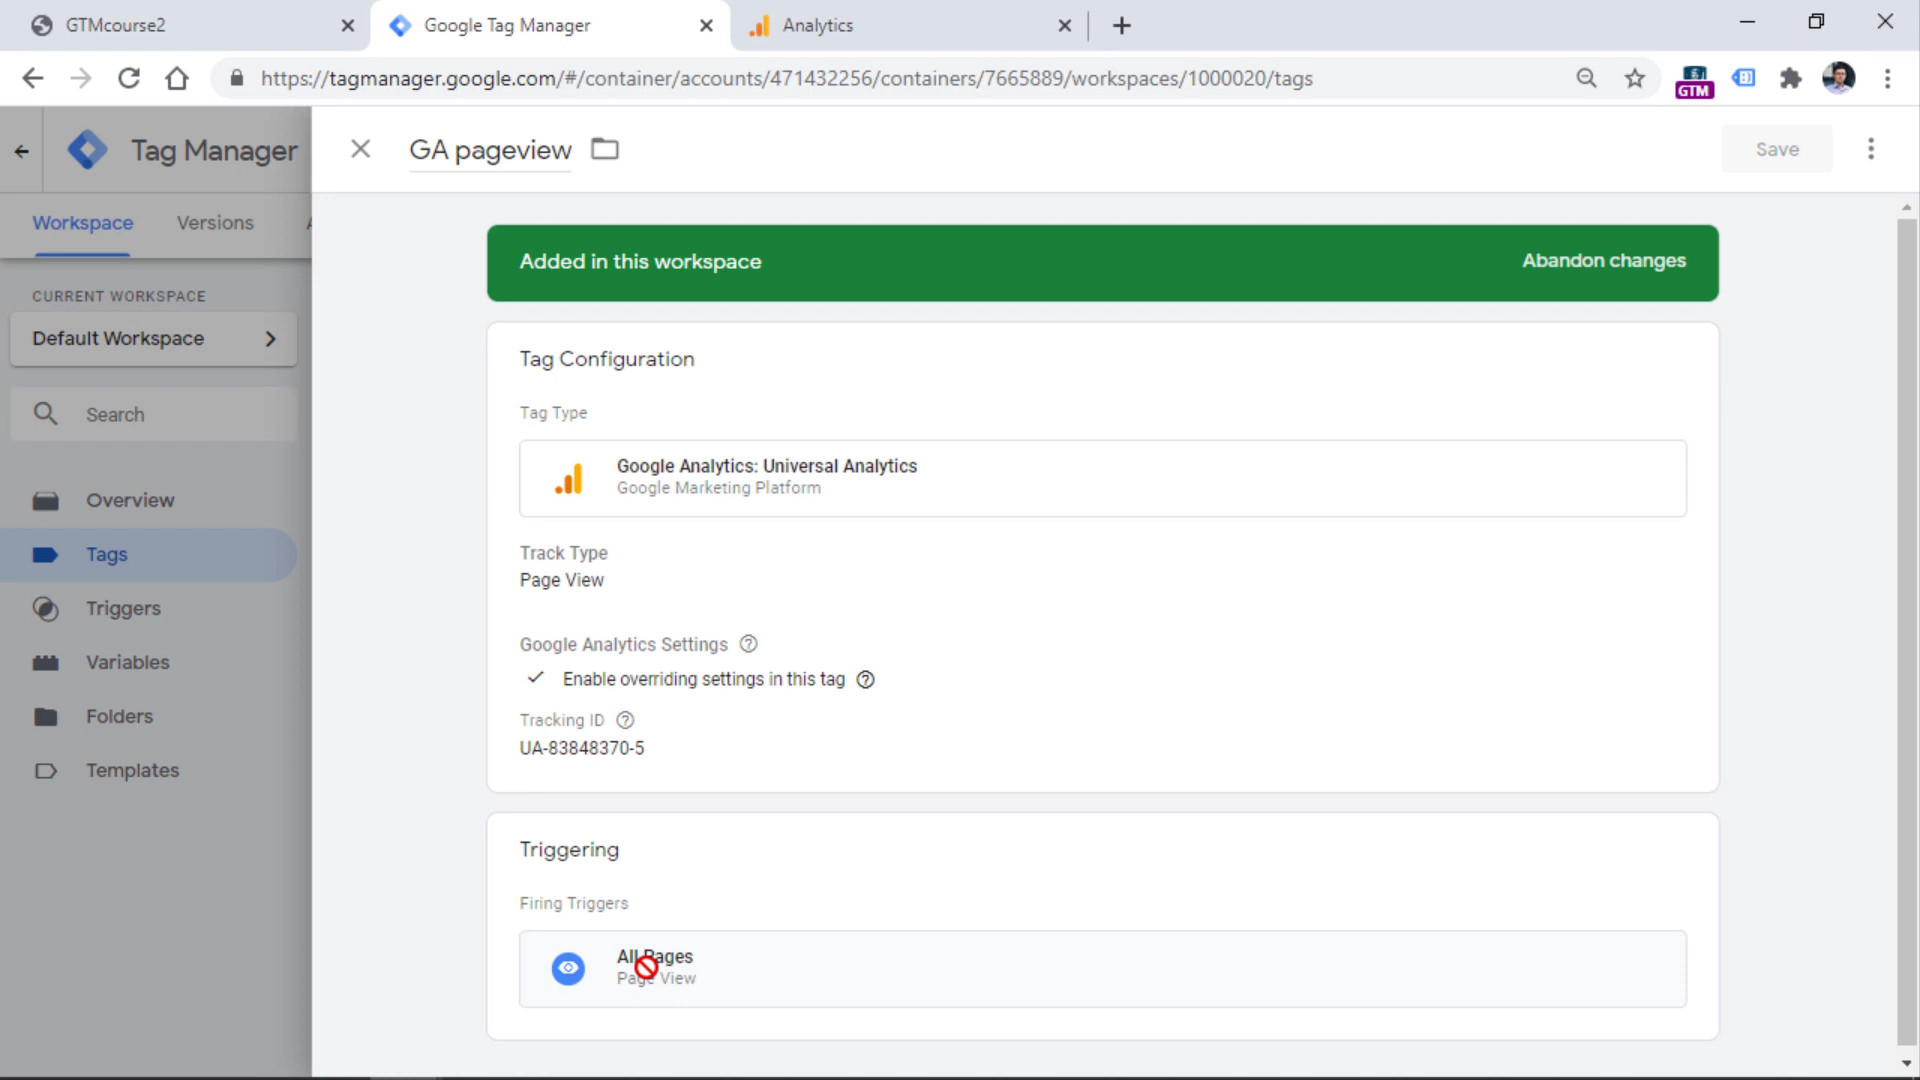 GTMcourse2
Google Tag Manager
Analytics
https://tagmanager.google.com/#/container/accounts/471432256/containers/7665889/workspaces/1000020/tags
GTM
Tag Manager
GA pageview
Save
Workspace
Versions
Added in this workspace
Abandon changes
CURRENT WORKSPACE
Default Workspace
Search
Overview
Tags
Triggers
Variables
Folders
Templates
Tag Configuration
Tag Type
Google Analytics: Universal Analytics
Google Marketing Platform
Track Type
Page View
Google Analytics Settings
Enable overriding settings in this tag
Tracking ID
UA-83848370-5
Triggering
Firing Triggers
All Pages
Page View